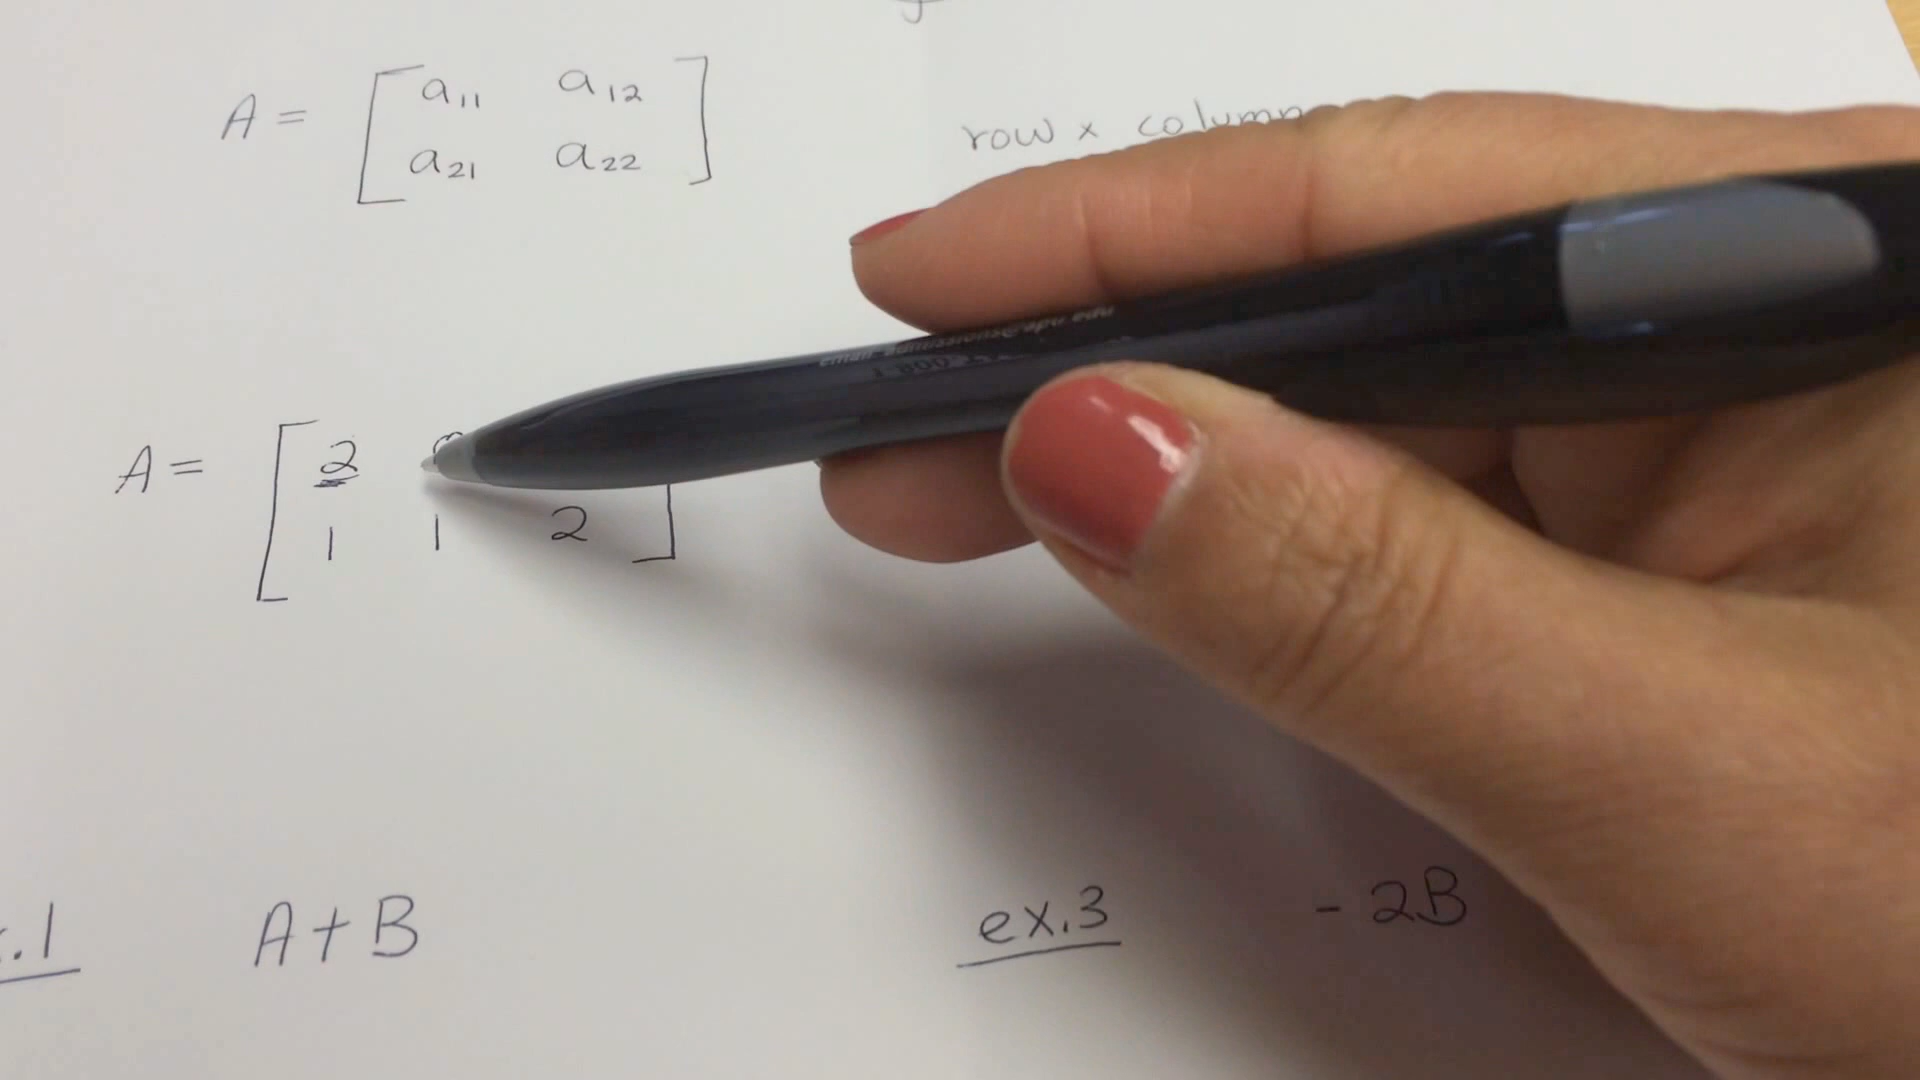 A = [ a11 a12
a21 a22 ]
row x column
A = [ 2
1 1 2 ]
.1 A+B
ex.3 - 2B